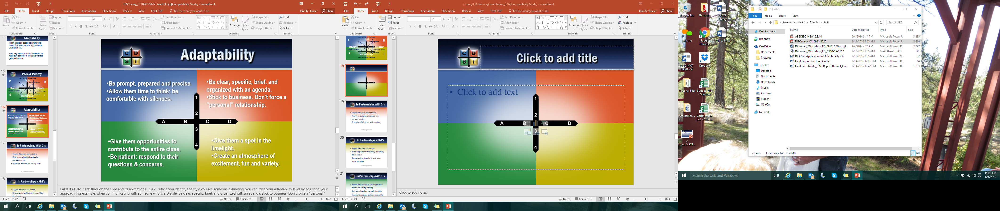 DISCovery_C110921-1025 [Read-Only] [Compatibility Mode] - PowerPoint
File Home Insert Design Transitions Animations Slide Show Review View Foxit PDF Tell me what you want to do Jennifer Larsen Share
Paste Cut Copy Format Painter Clipboard
New Slide Layout Reset Section Slides
24 Font
Text Direction Align Text Convert to SmartArt Paragraph
Arrange Quick Styles Shape Fill Shape Outline Shape Effects Drawing
Find Replace Select Editing
Adaptability
Highly adaptable people determine what types of behavior are most appropriate in what situations.
Then they behave that way themselves, or make sure someone is acting in a way that gets the job done.
15
Pace & Priority
C Task D
Slower Faster
S Relationship I
16
Adaptability
17
In Partnerships With D's
• Support their goals and objectives
• Keep your relationship businesslike and task-oriented
• Be precise, efficient, and well organized
18
In Partnerships with I's
• Support their ideas and dreams
• Be entertaining and fast moving; don't hurry the discussion
C D
S I
Adaptability
•Be prompt, prepared and precise.
•Allow them time to think; be
comfortable with silences.
•Be clear, specific, brief, and
organized with an agenda.
•Stick to business. Don't force a
“personal” relationship.
1
2
A B C D
3
4
•Give them opportunities to
contribute to the entire class.
•Be patient; respond to their
questions & concerns.
•Give them a spot in the
limelight.
•Create an atmosphere of
excitement, fun and variety.
FACILITATOR: Click through the slide and its animations. SAY: “Once you identify the style you see someone exhibiting, you can raise your adaptability level by adjusting your
approach. For example, when communicating with someone who is a D style: Be clear, specific, brief, and organized with an agenda; stick to business. Don't force a “personal”
Slide 16 of 22 Notes Comments 85%
2 hour_DISCTrainingPresentation_6.16 [Compatibility Mode] - PowerPoint
File Home Insert Design Transitions Animations Slide Show Review View Foxit PDF Tell me what you want to do Jennifer Larsen Share
Paste Cut Copy Format Painter Clipboard
New Slide Layout Reset Section Slides
32 Font
Text Direction Align Text Convert to SmartArt Paragraph
Arrange Quick Styles Shape Fill Shape Outline Shape Effects Drawing
Find Replace Select Editing
C Task D
Slower Faster
S Relationship I
18
19
In Partnerships With D's
• Support their goals and objectives
• Keep your relationship business -like and task-oriented
• Be precise, efficient, and well organized
20
In Partnerships with I's
• Support their ideas and dreams
• Be exciting, fun and offer variety; don't hurry the discussion
• Summarize in writing who I's to do what, where, and when
21
In Partnerships with S's
• Support their feelings by showing personal interest and actively listening
• Move along in an informal, patient manner
• Respond to questions and concerns, ask for
C D
S I
Click to add title
• Click to add text
1
2
A B C D
3
4
Click to add notes
Slide 18 of 24 Notes Comments 87%
Recycle Bin
Shortcuts
join.me
Google Chrome
Stuff to Note
DISC_MOT CARD VS2
Dropbox
Personal Files
Budget 2016 - Shortcut
Assessmen...
Certification List - Asses...
2 hour_DISCT...
AEG
File Home Share View
Assessments24X7 Clients AEG Search AEG
Quick access
Dropbox
OneDrive
Documents
Pictures
This PC
Desktop
Documents
Downloads
Music
Pictures
Videos
OS (C:)
Network
Name Date modified Type Size
AEGDISC_NEW_9.3.14 9/4/2014 3:14 PM Microsoft PowerP... 3,435 K
DISCovery_C110921-1025 3/18/2016 8:05 AM Microsoft PowerP... 3,426 K
Discovery_Workshop_FG_081814_Word_jl 9/4/2014 4:25 PM Microsoft Word D... 2,797 K
Discovery_Workshop_FG_C110919-1012 3/18/2016 8:05 AM Foxit PhantomPD... 191 K
DISCSelf Application of Adaptability (3) 3/18/2016 8:05 AM Microsoft Word 9... 32 K
Facilitation Coaching Guide 3/14/2016 12:16 PM Microsoft Word D... 14 K
Facilitator Guide_DISC Report Debrief_Ori... 3/14/2016 12:42 PM Microsoft Word D... 1,163 K
7 items 1 item selected 3.34 MB
Search the web and Windows
11:20 AM
6/1/2016